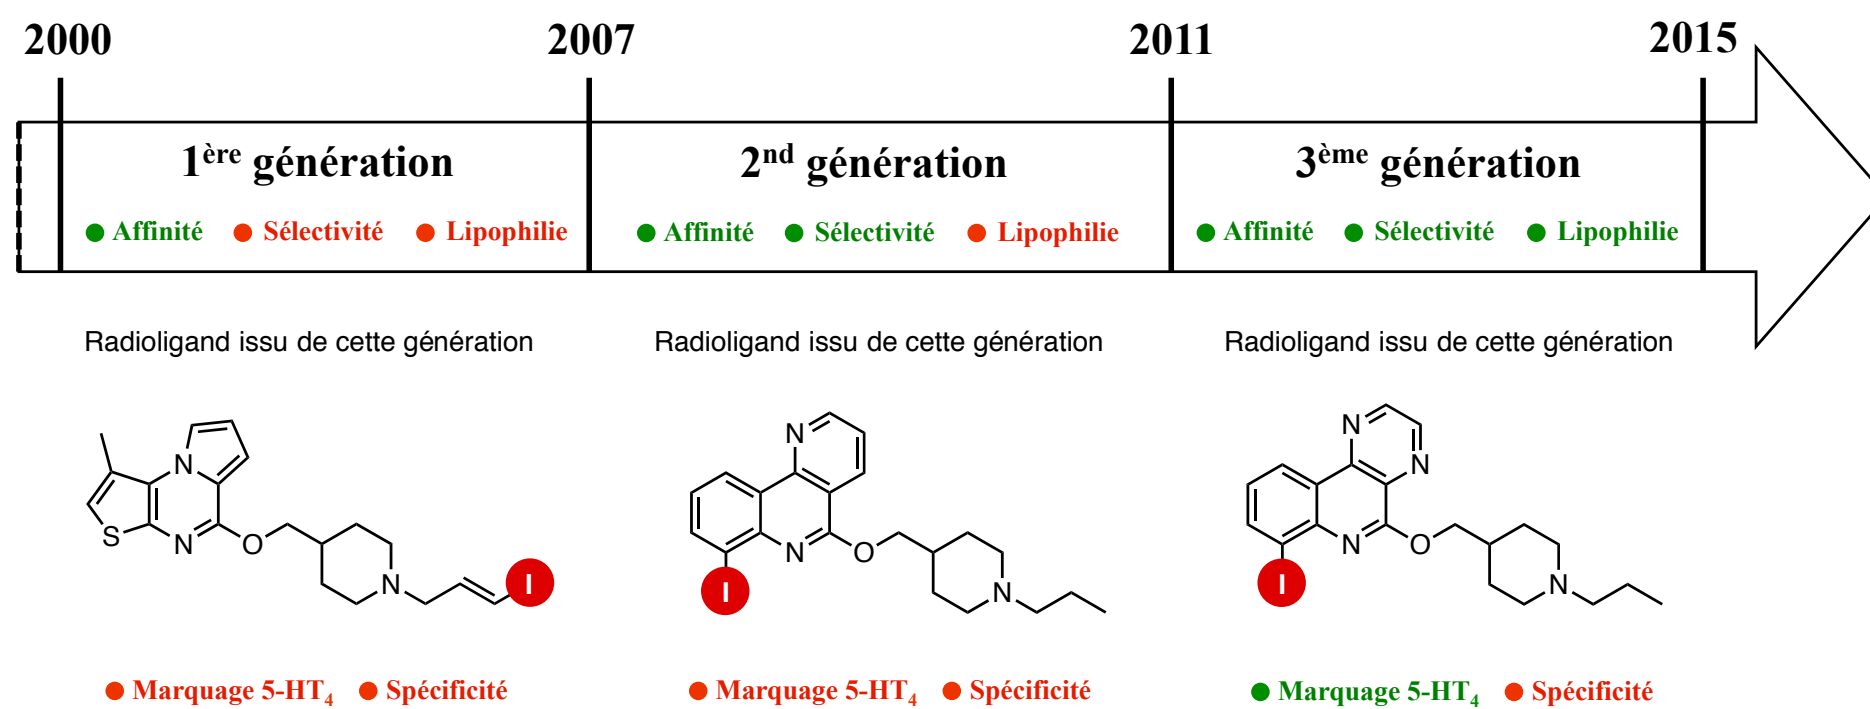 2000 2007 2011 2015
1ère génération 2nd génération 3ème génération
Affinité Sélectivité Lipophilie Affinité Sélectivité Lipophilie Affinité Sélectivité Lipophilie
Radioligand issu de cette génération Radioligand issu de cette génération Radioligand issu de cette génération
N S N O N I
N N O N I
N N N O N I
Marquage 5-HT4 Spécificité Marquage 5-HT4 Spécificité Marquage 5-HT4 Spécificité